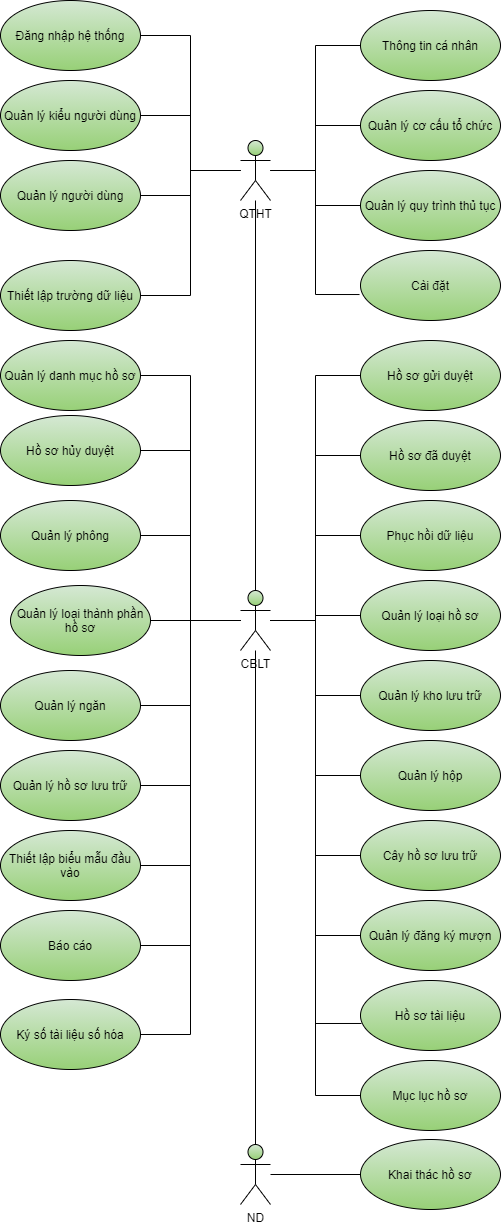 Đăng nhập hệ thống
Thông tin cá nhân
Quản lý kiểu người dùng
Quản lý cơ cấu tổ chức
Quản lý người dùng
Quản lý quy trình thủ tục
QTHT
Thiết lập trường dữ liệu
Cài đặt
Quản lý danh mục hồ sơ
Hồ sơ gửi duyệt
Hồ sơ hủy duyệt
Hồ sơ đã duyệt
Quản lý phông
Phục hồi dữ liệu
Quản lý loại thành phần
hồ sơ
Quản lý loại hồ sơ
CBLT
Quản lý ngăn
Quản lý kho lưu trữ
Quản lý hồ sơ lưu trữ
Quản lý hộp
Thiết lập biểu mẫu đầu
vào
Cây hồ sơ lưu trữ
Báo cáo
Quản lý đăng ký mượn
Ký số tài liệu số hóa
Hồ sơ tài liệu
Mục lục hồ sơ
Khai thác hồ sơ
ND